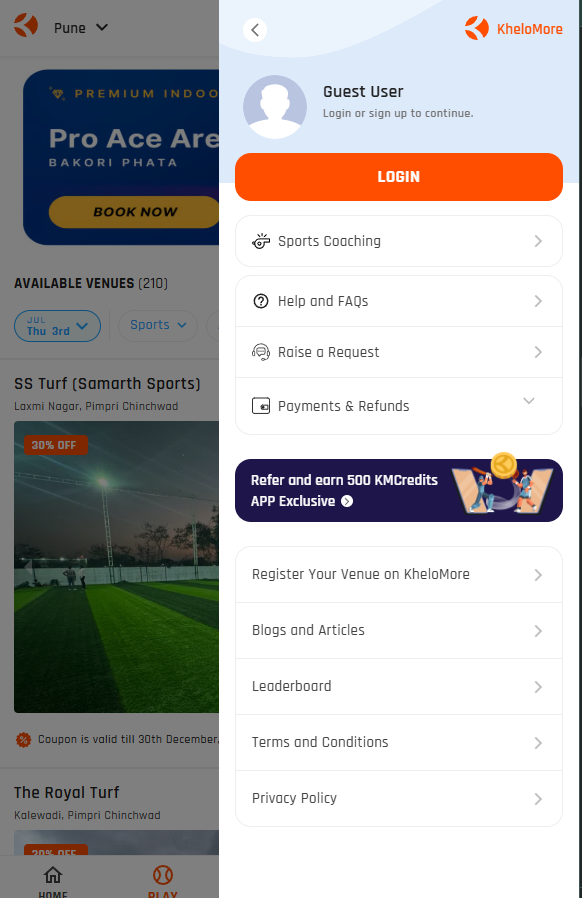 Pune
PREMIUM INDOO
Pro Ace Are
BAKORI PHATA
BOOK NOW
AVAILABLE VENUES (210)
JUL
Thu 3rd
Sports
SS Turf (Samarth Sports)
Laxmi Nagar, Pimpri Chinchwad
30% OFF
Coupon is valid till 30th December,
The Royal Turf
Kalewadi, Pimpri Chinchwad
30% OFF
HOME
PLAY
KheloMore
Guest User
Login or sign up to continue.
LOGIN
Sports Coaching
Help and FAQs
Raise a Request
Payments & Refunds
Refer and earn 500 KMCredits
APP Exclusive
Register Your Venue on KheloMore
Blogs and Articles
Leaderboard
Terms and Conditions
Privacy Policy